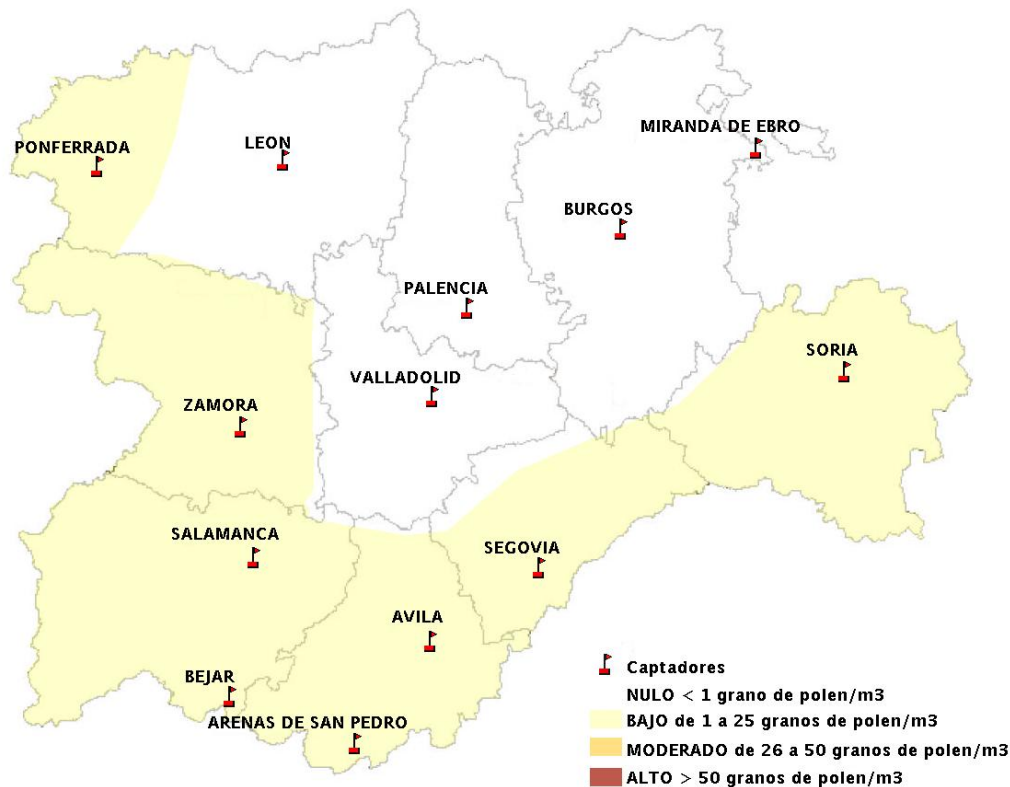 MIRANDA DE EBRO
PONFERRADA
LEON
BURGOS
PALENCIA
SORIA
VALLADOLID
ZAMORA
SALAMANCA
SEGOVIA
AVILA
BEJAR
ARENAS DE SAN PEDRO
Captadores
NULO < 1 grano de polen/m3
BAJO de 1 a 25 granos de polen/m3
MODERADO de 26 a 50 granos de polen/m3
ALTO > 50 granos de polen/m3